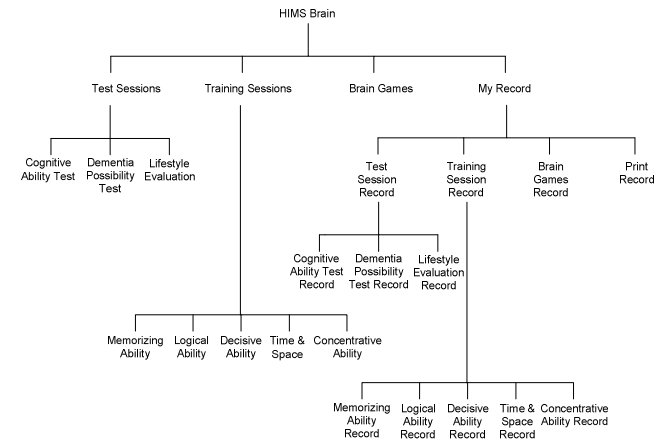 HIMS Brain
Test Sessions
Training Sessions
Brain Games
My Record
Cognitive
Ability Test
Dementia
Possibility
Test
Lifestyle
Evaluation
Test
Session
Record
Training
Session
Record
Brain
Games
Record
Print
Record
Cognitive
Ability Test
Record
Dementia
Possibility
Test Record
Lifestyle
Evaluation
Record
Memorizing
Ability
Logical
Ability
Decisive
Ability
Time &
Space
Concentrative
Ability
Memorizing
Ability
Record
Logical
Ability
Record
Decisive
Ability
Record
Time &
Space
Record
Concentrative
Ability Record